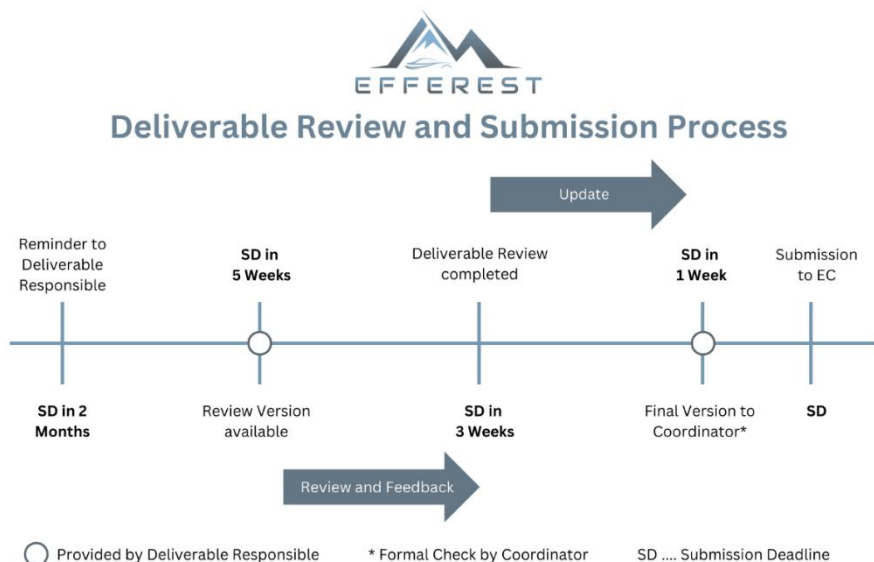 EFFEREST
Deliverable Review and Submission Process
Update
Reminder to
Deliverable
Responsible
SD in
5 Weeks
Deliverable Review
completed
SD in
1 Week
Submission
to EC
SD in 2
Months
Review Version
available
SD in
3 Weeks
Final Version to
Coordinator*
SD
Review and Feedback
Provided by Deliverable Responsible
* Formal Check by Coordinator
SD .... Submission Deadline